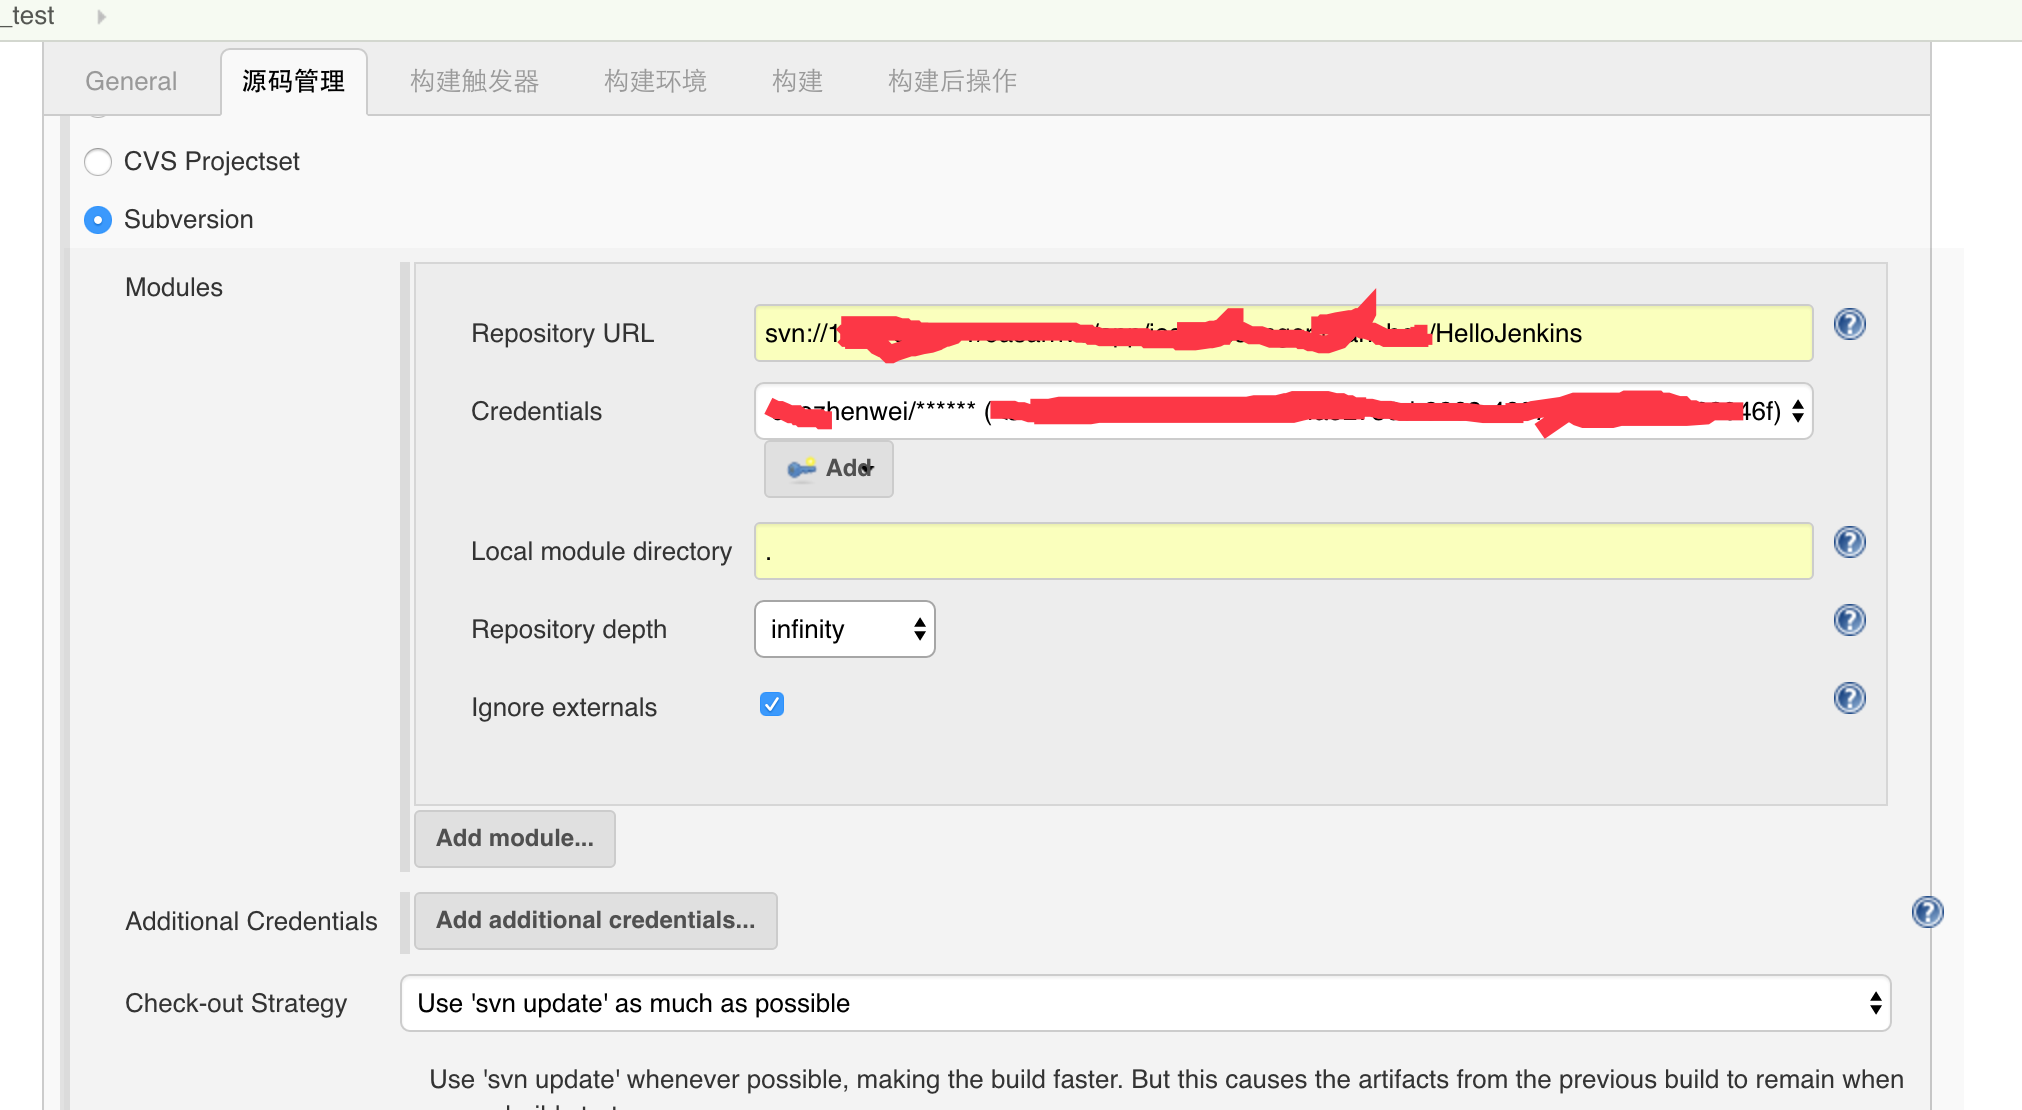 _test
General 源码管理 构建触发器 构建环境 构建 构建后操作
CVS Projectset
Subversion
Modules
Repository URL svn://1 /HelloJenkins
Credentials zhenwei/****** ( 46f)
Add
Local module directory .
Repository depth infinity
Ignore externals
Add module...
Additional Credentials Add additional credentials...
Check-out Strategy Use 'svn update' as much as possible
Use 'svn update' whenever possible, making the build faster. But this causes the artifacts from the previous build to remain when